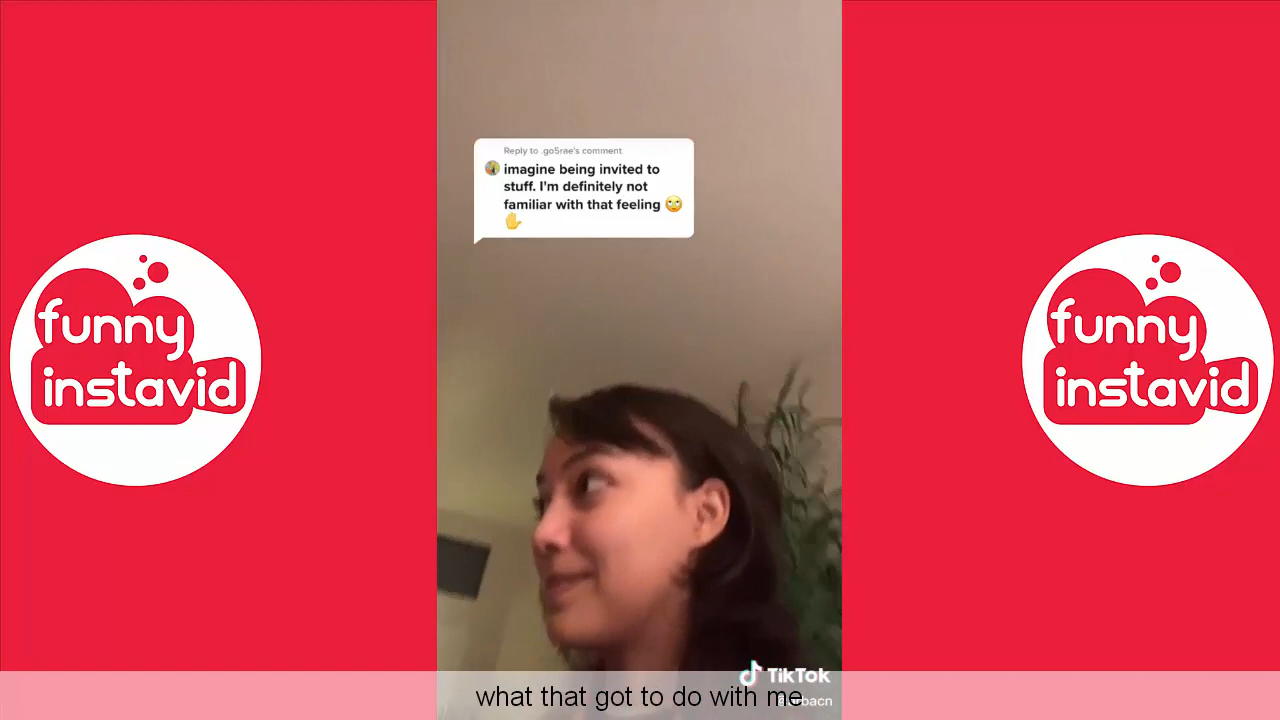 Reply to .go5rae's comment
imagine being invited to
stuff. I'm definitely not
familiar with that feeling 🙄
✋
funny
instavid
funny
instavid
TikTok
what that got to do with me